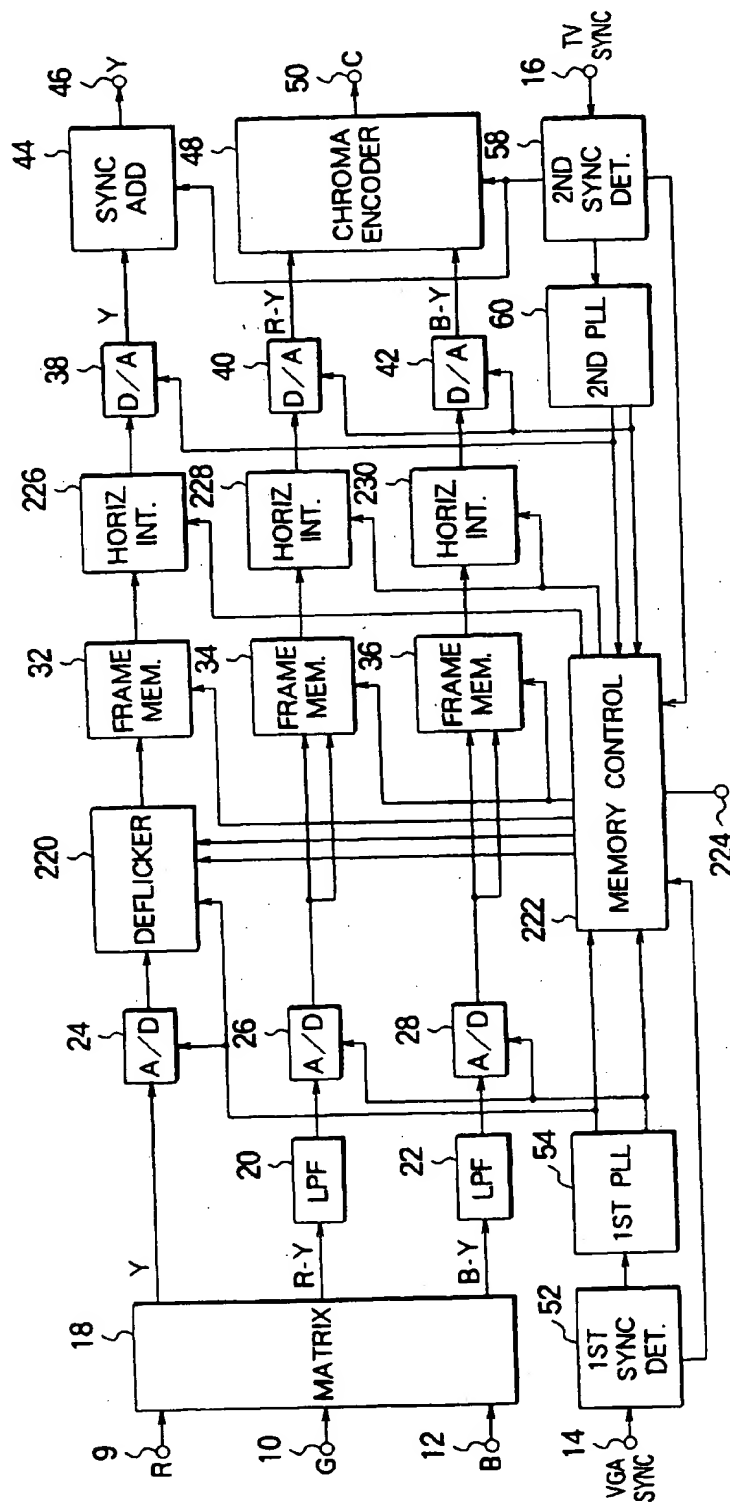 9
R
10
G
12
B
14
VGA
SYNC
18
MATRIX
52
1ST
SYNC
DET.
Y
R-Y
B-Y
20
LPF
22
LPF
54
1ST PLL
24
A/D
26
A/D
28
A/D
220
DEFLICKER
222
MEMORY CONTROL
224
32
FRAME
MEM.
34
FRAME
MEM.
36
FRAME
MEM.
226
HORIZ.
INT.
228
HORIZ.
INT.
230
HORIZ.
INT.
38
D/A
40
D/A
42
D/A
60
2ND PLL
Y
R-Y
B-Y
44
SYNC
ADD
48
CHROMA
ENCODER
58
2ND
SYNC
DET.
46
Y
50
C
16
TV
SYNC